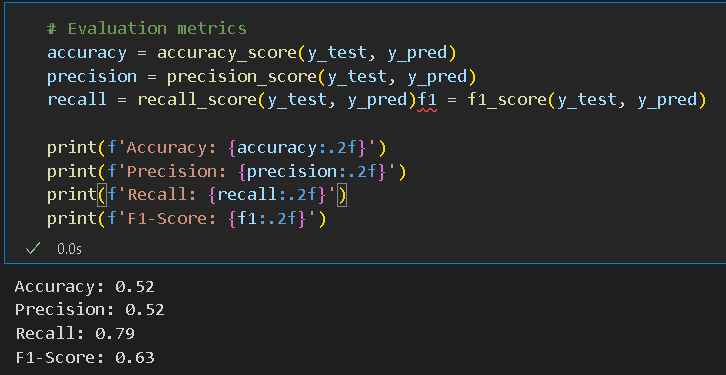 # Evaluation metrics
accuracy = accuracy_score(y_test, y_pred)
precision = precision_score(y_test, y_pred)
recall = recall_score(y_test, y_pred)f1 = f1_score(y_test, y_pred)
print(f'Accuracy: {accuracy:.2f}')
print(f'Precision: {precision:.2f}')
print(f'Recall: {recall:.2f}')
print(f'F1-Score: {f1:.2f}')
0.0s
Accuracy: 0.52
Precision: 0.52
Recall: 0.79
F1-Score: 0.63